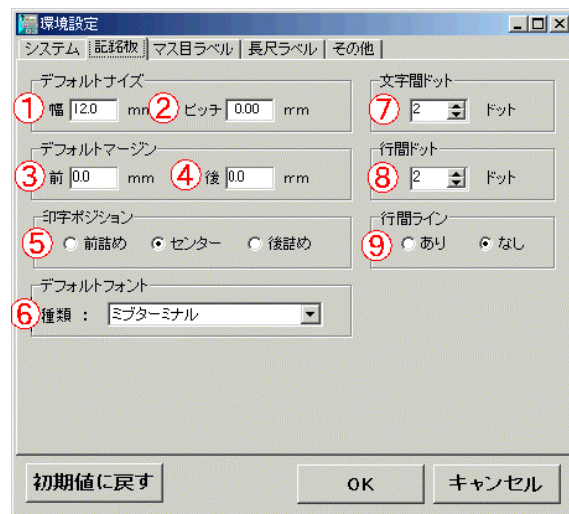 環境設定
システム 記銘板 マス目ラベル 長尺ラベル その他
デフォルトサイズ
① 幅 12.0 mm ② ピッチ 0.00 mm
デフォルトマージン
③ 前 0.0 mm ④ 後 0.0 mm
印字ポジション
⑤ 前詰め センター 後詰め
デフォルトフォント
⑥ 種類 : ミブターミナル
文字間ドット
⑦ 2 ドット
行間ドット
⑧ 2 ドット
行間ライン
⑨ あり なし
初期値に戻す OK キャンセル